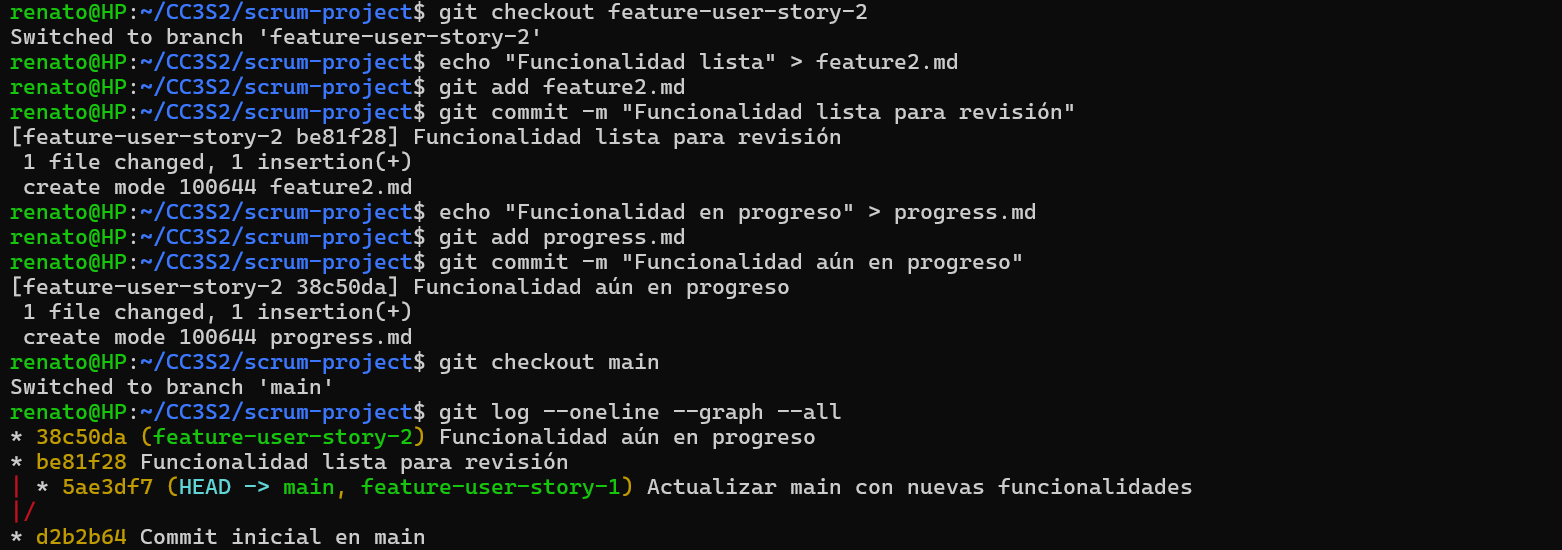 renato@HP:~/CC3S2/scrum-project$ git checkout feature-user-story-2
Switched to branch 'feature-user-story-2'
renato@HP:~/CC3S2/scrum-project$ echo "Funcionalidad lista" > feature2.md
renato@HP:~/CC3S2/scrum-project$ git add feature2.md
renato@HP:~/CC3S2/scrum-project$ git commit -m "Funcionalidad lista para revisión"
[feature-user-story-2 be81f28] Funcionalidad lista para revisión
 1 file changed, 1 insertion(+)
 create mode 100644 feature2.md
renato@HP:~/CC3S2/scrum-project$ echo "Funcionalidad en progreso" > progress.md
renato@HP:~/CC3S2/scrum-project$ git add progress.md
renato@HP:~/CC3S2/scrum-project$ git commit -m "Funcionalidad aún en progreso"
[feature-user-story-2 38c50da] Funcionalidad aún en progreso
 1 file changed, 1 insertion(+)
 create mode 100644 progress.md
renato@HP:~/CC3S2/scrum-project$ git checkout main
Switched to branch 'main'
renato@HP:~/CC3S2/scrum-project$ git log --oneline --graph --all
* 38c50da (feature-user-story-2) Funcionalidad aún en progreso
* be81f28 Funcionalidad lista para revisión
| * 5ae3df7 (HEAD -> main, feature-user-story-1) Actualizar main con nuevas funcionalidades
|/
* d2b2b64 Commit inicial en main